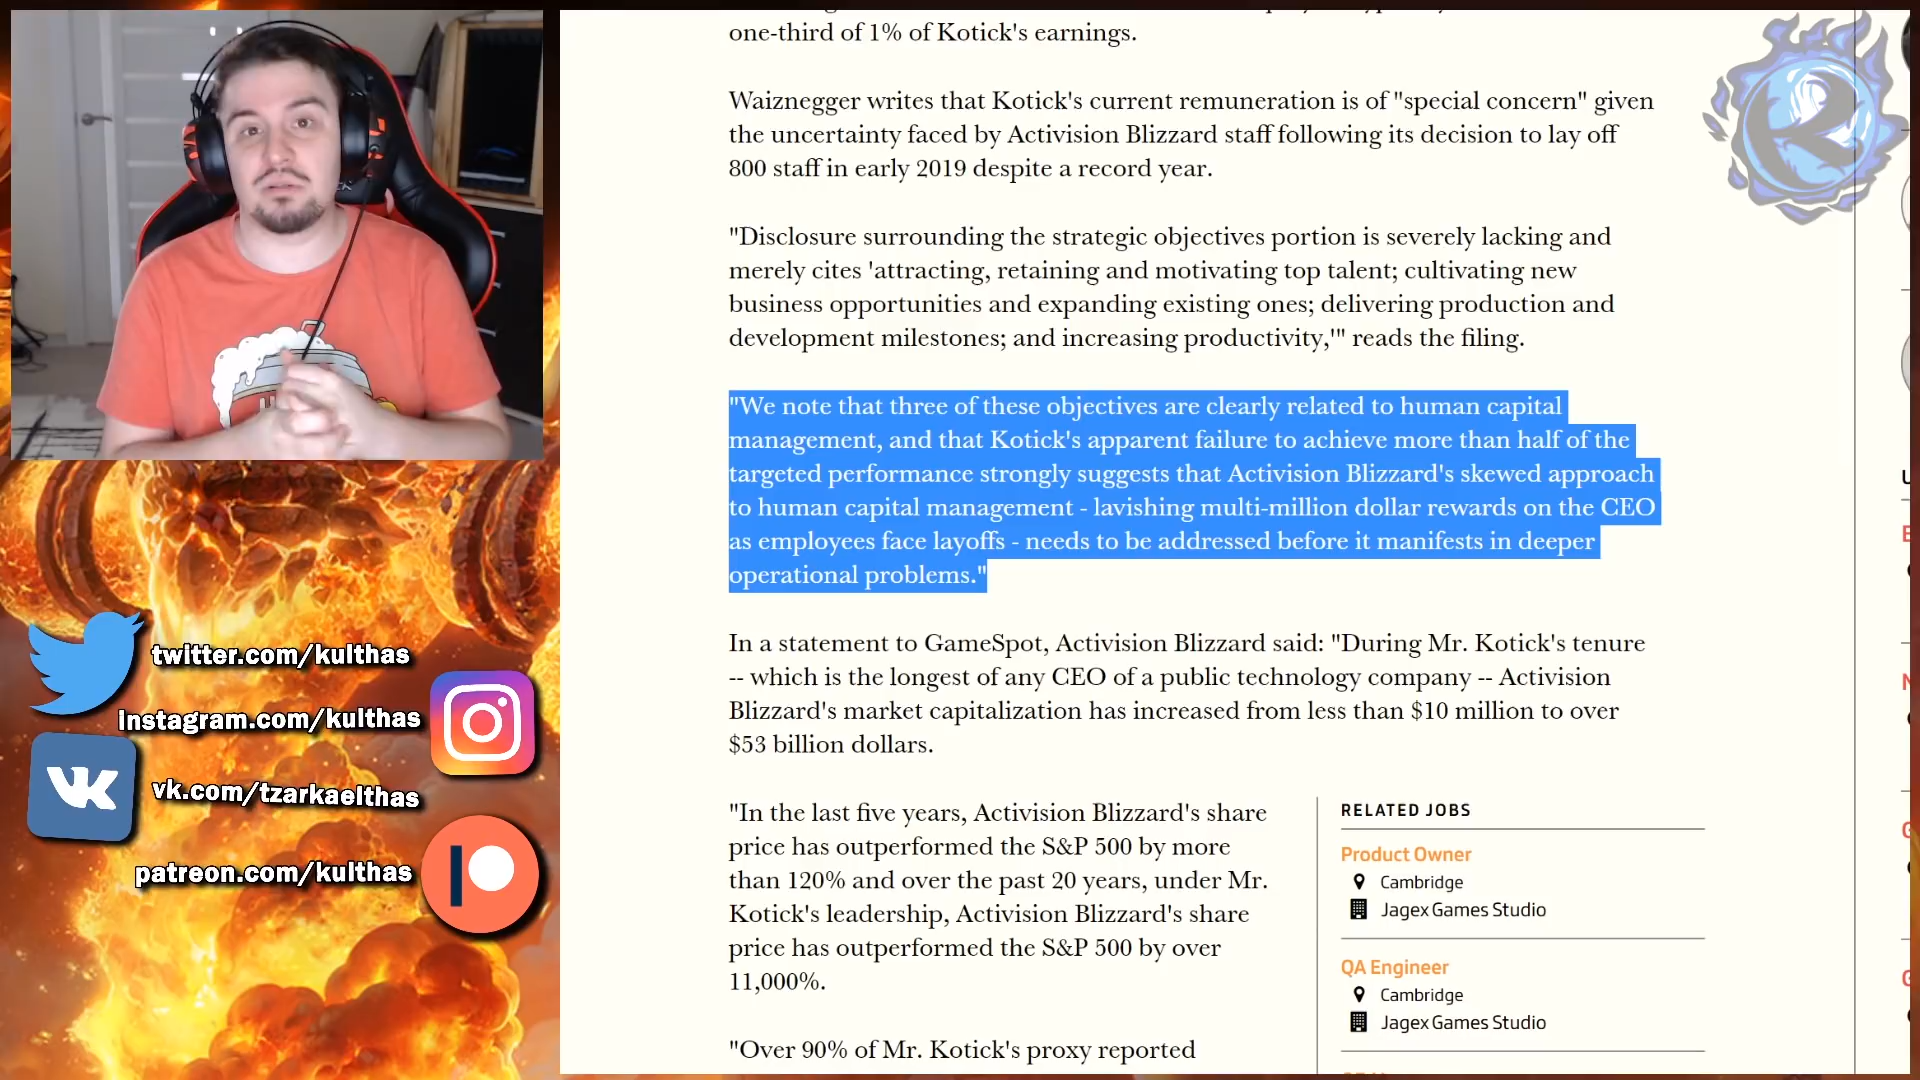 one-third of 1% of Kotick's earnings.
Waiznegger writes that Kotick's current remuneration is of "special concern" given
the uncertainty faced by Activision Blizzard staff following its decision to lay off
800 staff in early 2019 despite a record year.
"Disclosure surrounding the strategic objectives portion is severely lacking and
merely cites 'attracting, retaining and motivating top talent; cultivating new
business opportunities and expanding existing ones; delivering production and
development milestones; and increasing productivity,'" reads the filing.
"We note that three of these objectives are clearly related to human capital
management, and that Kotick's apparent failure to achieve more than half of the
targeted performance strongly suggests that Activision Blizzard's skewed approach
to human capital management - lavishing multi-million dollar rewards on the CEO
as employees face layoffs - needs to be addressed before it manifests in deeper
operational problems."
In a statement to GameSpot, Activision Blizzard said: "During Mr. Kotick's tenure
-- which is the longest of any CEO of a public technology company -- Activision
Blizzard's market capitalization has increased from less than $10 million to over
$53 billion dollars.
"In the last five years, Activision Blizzard's share
price has outperformed the S&P 500 by more
than 120% and over the past 20 years, under Mr.
Kotick's leadership, Activision Blizzard's share
price has outperformed the S&P 500 by over
11,000%.
"Over 90% of Mr. Kotick's proxy reported
RELATED JOBS
Product Owner
Cambridge
Jagex Games Studio
QA Engineer
Cambridge
Jagex Games Studio
twitter.com/kulthas
Instagram.com/kulthas
vk.com/tzarkaelthas
patreon.com/kulthas